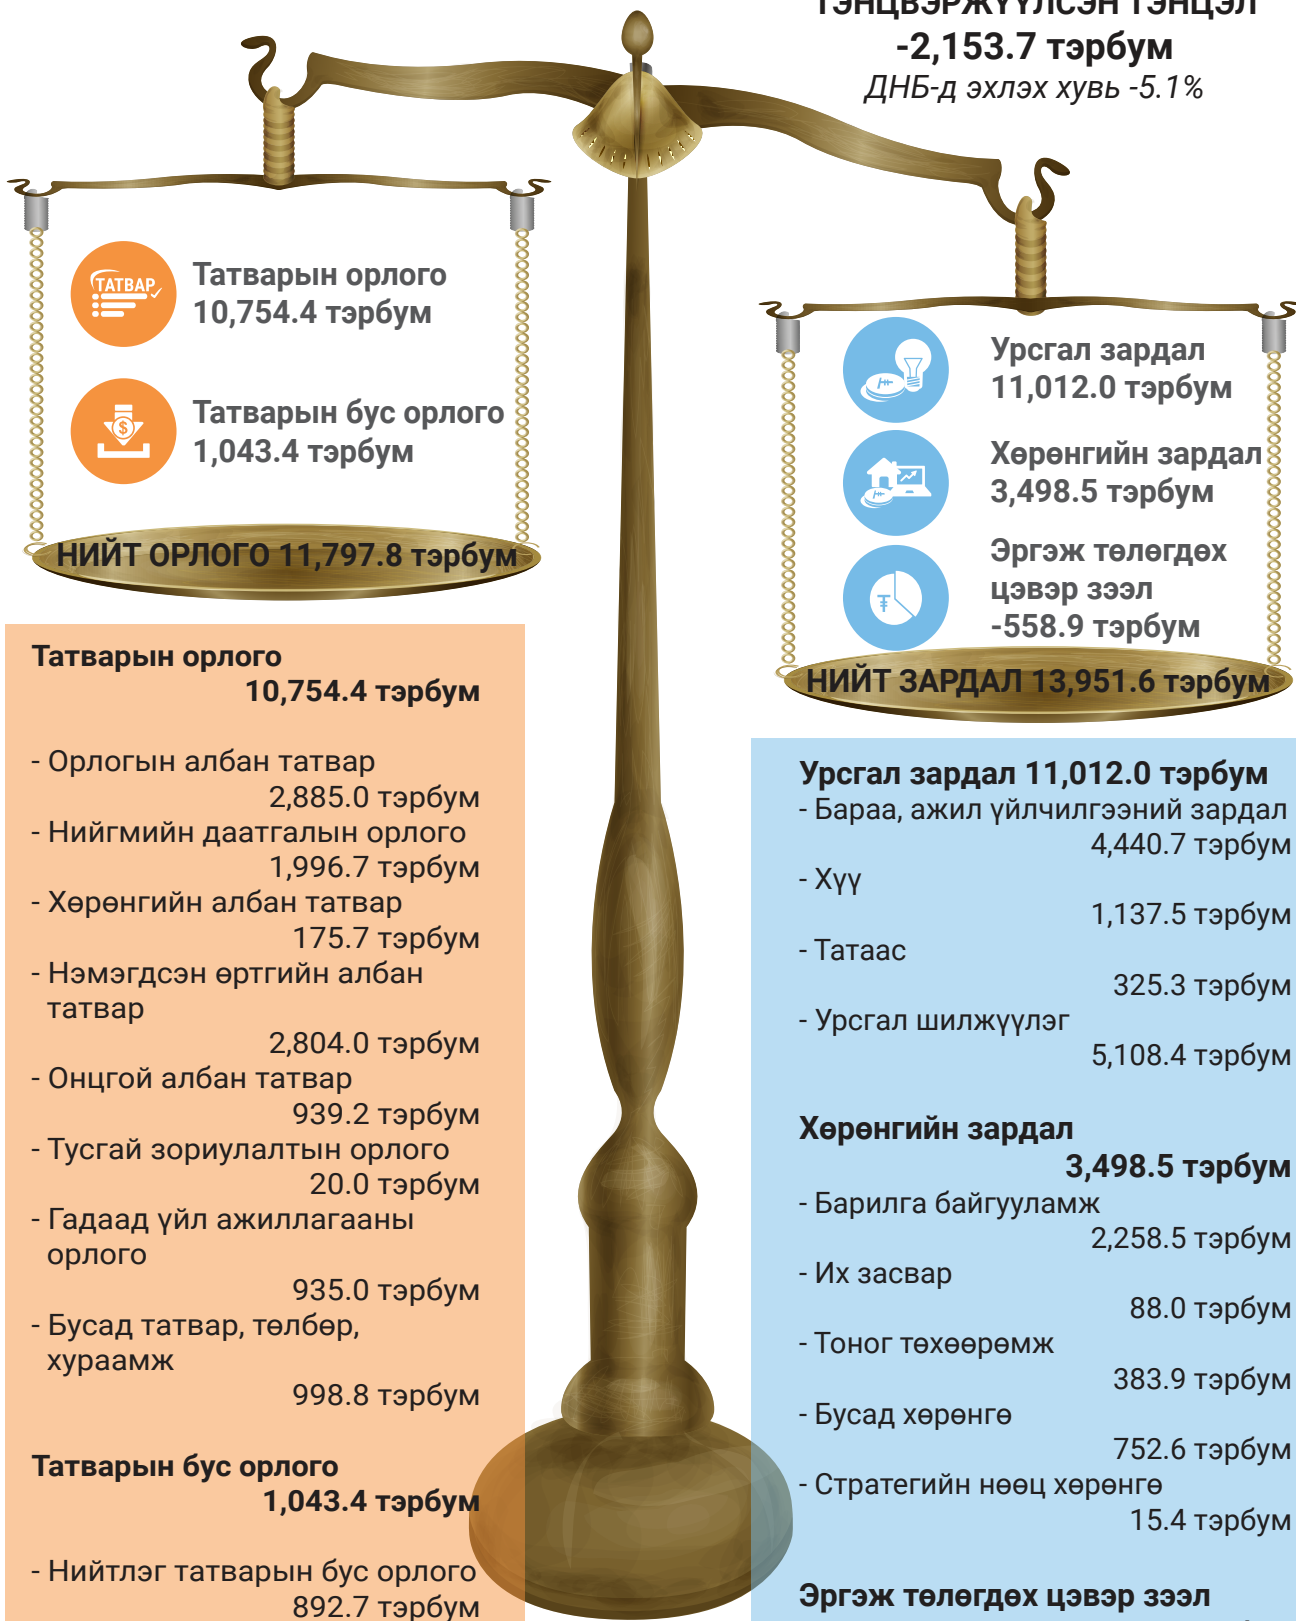 ТЭНЦВЭРЖҮҮЛСЭН ТЭНЦЭЛ
-2,153.7 тэрбум
ДНБ-д эхлэх хувь -5.1%
ТАТВАР
Татварын орлого
10,754.4 тэрбум
Татварын бус орлого
1,043.4 тэрбум
НИЙТ ОРЛОГО 11,797.8 тэрбум
Урсгал зардал
11,012.0 тэрбум
Хөрөнгийн зардал
3,498.5 тэрбум
Эргэж төлөгдөх
цэвэр зээл
-558.9 тэрбум
НИЙТ ЗАРДАЛ 13,951.6 тэрбум
Татварын орлого
10,754.4 тэрбум
- Орлогын албан татвар
2,885.0 тэрбум
- Нийгмийн даатгалын орлого
1,996.7 тэрбум
- Хөрөнгийн албан татвар
175.7 тэрбум
- Нэмэгдсэн өртгийн албан
татвар
2,804.0 тэрбум
- Онцгой албан татвар
939.2 тэрбум
- Тусгай зориулалтын орлого
20.0 тэрбум
- Гадаад үйл ажиллагааны
орлого
935.0 тэрбум
- Бусад татвар, төлбөр,
хураамж
998.8 тэрбум
Татварын бус орлого
1,043.4 тэрбум
- Нийтлэг татварын бус орлого
892.7 тэрбум
Урсгал зардал 11,012.0 тэрбум
- Бараа, ажил үйлчилгээний зардал
4,440.7 тэрбум
- Хүү
1,137.5 тэрбум
- Татаас
325.3 тэрбум
- Урсгал шилжүүлэг
5,108.4 тэрбум
Хөрөнгийн зардал
3,498.5 тэрбум
- Барилга байгууламж
2,258.5 тэрбум
- Их засвар
88.0 тэрбум
- Тоног төхөөрөмж
383.9 тэрбум
- Бусад хөрөнгө
752.6 тэрбум
- Стратегийн нөөц хөрөнгө
15.4 тэрбум
Эргэж төлөгдөх цэвэр зээл